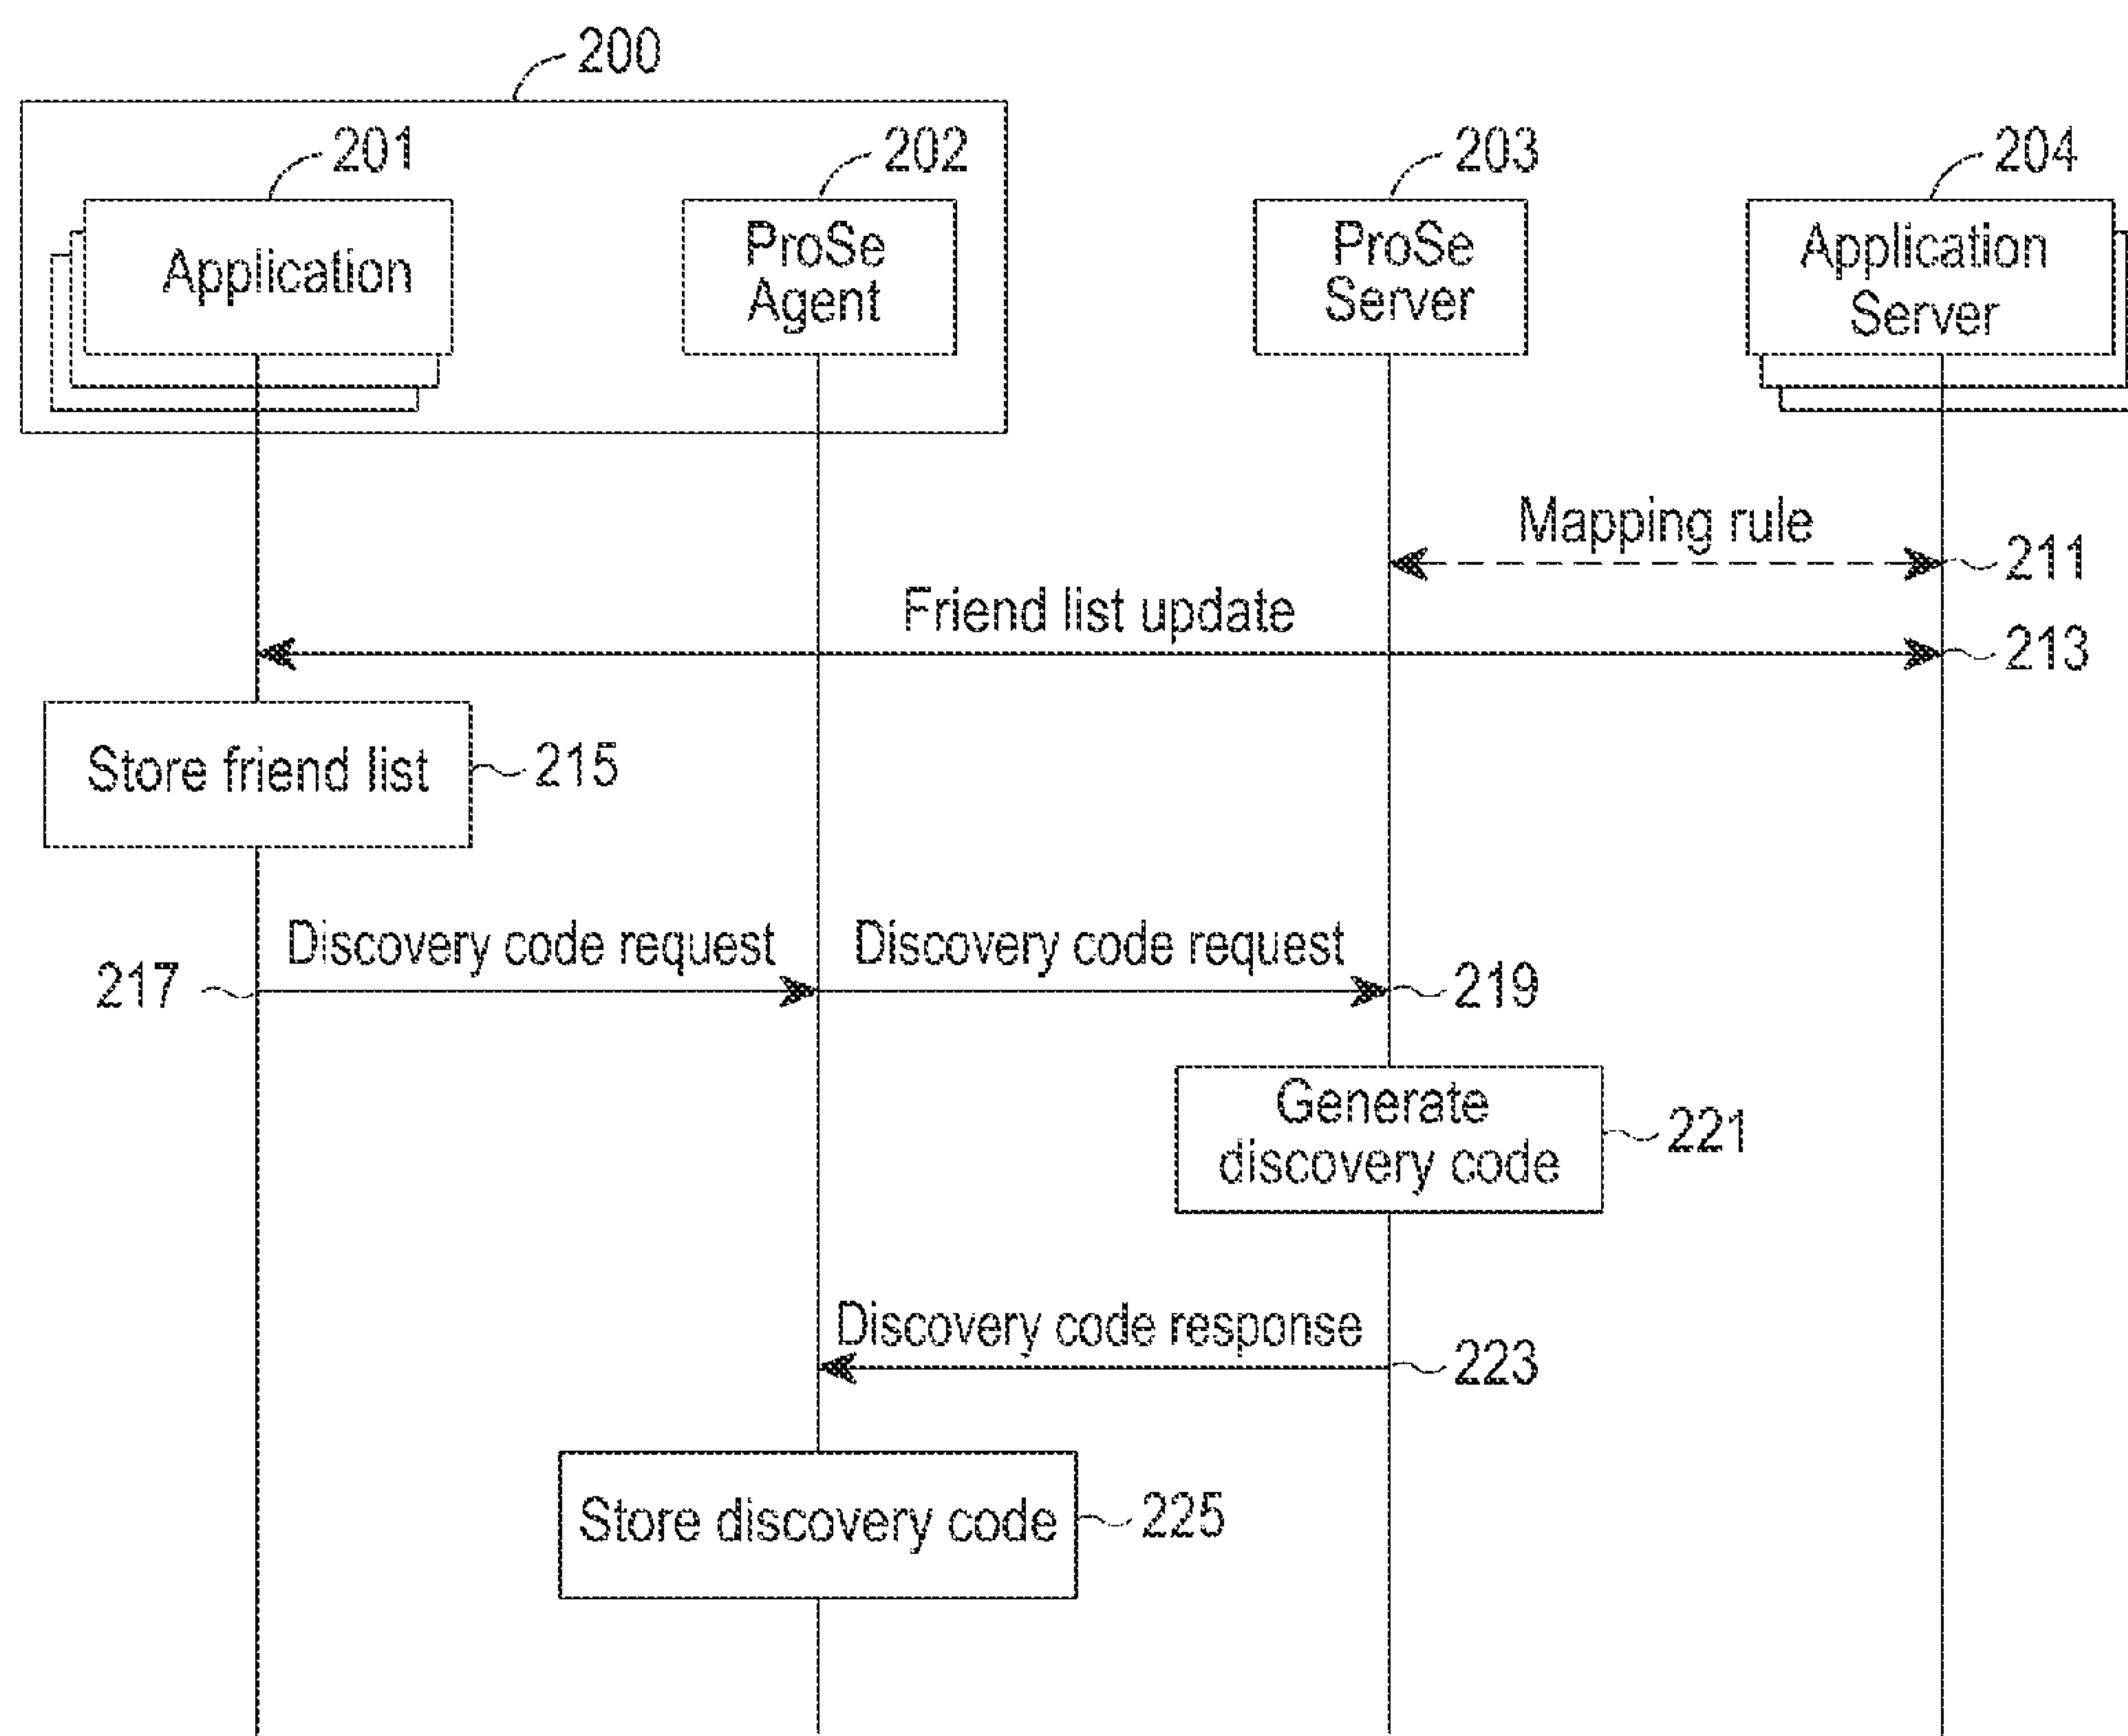 200
201
202
203
204
Application
ProSe
Agent
ProSe
Server
Application
Server
Mapping rule
211
Friend list update
213
Store friend list
215
Discovery code request
Discovery code request
217
219
Generate
discovery code
221
Discovery code response
223
Store discovery code
225